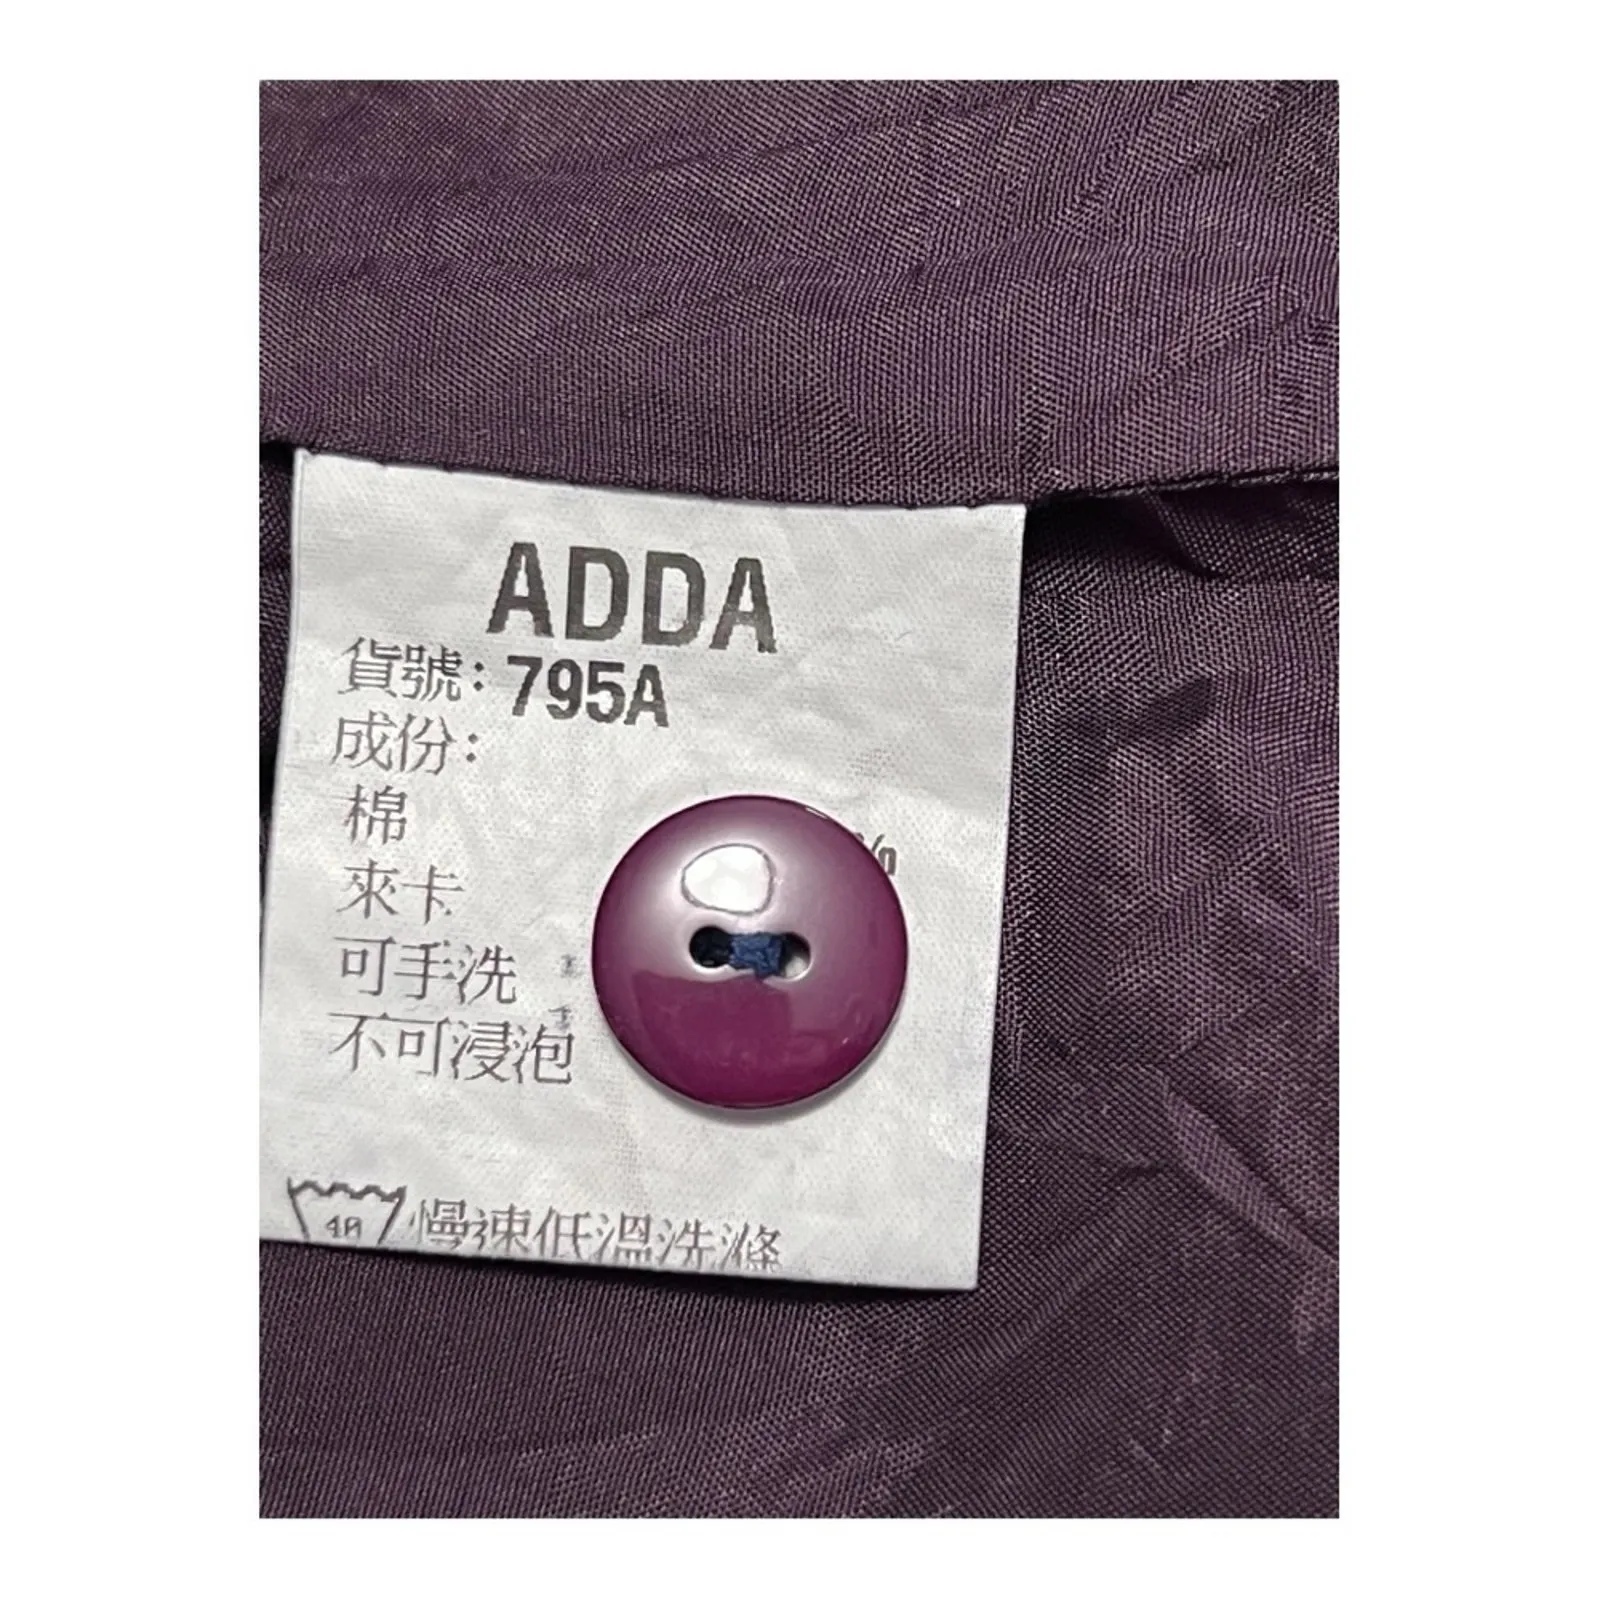 ADDA
貨號：795A
成份：
棉 %
來卡
可手洗
不可浸泡
40 慢速低溫洗滌